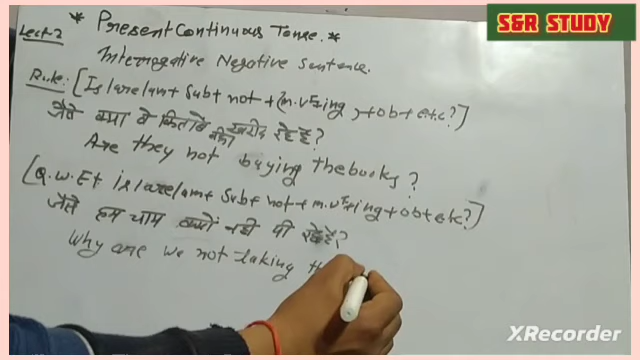 S&R STUDY
Lect-2 * Present Continuous Tense. *
Interrogative Negative Sentence.
Rule:- [Is/are/am + Sub + not + (m.v I + ing) + ob + etc?]
जैसे क्या वे किताबें नहीं खरीद रहे हैं?
Are they not buying the books?
[Q.W.E + is/are/am + Sub + not + m.v I + ing + ob + etc?]
जैसे हम चाय क्यों नहीं पी रहे हैं?
Why are we not taking
XRecorder